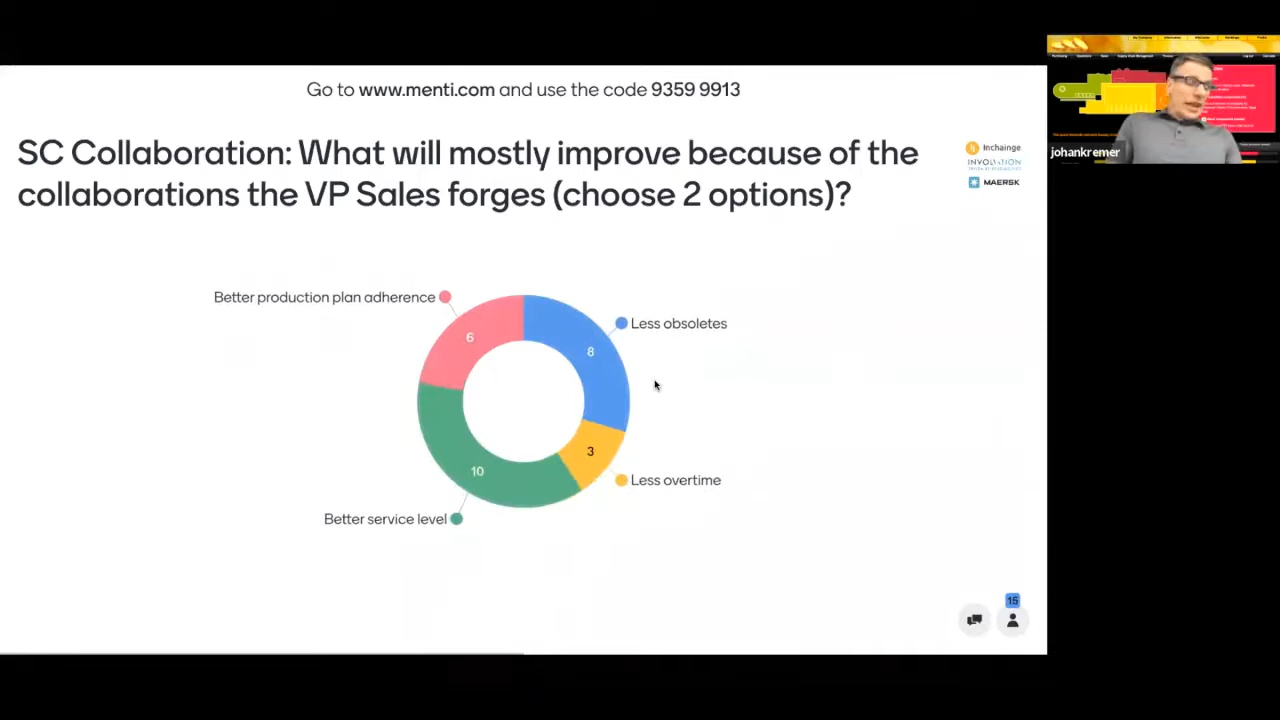 Go to www.menti.com and use the code 9359 9913
SC Collaboration: What will mostly improve because of the
collaborations the VP Sales forges (choose 2 options)?
Inchainge
INVOLVATION
MAERSK
johankremer
Better production plan adherence
6
Less obsoletes
8
3
Less overtime
10
Better service level
15